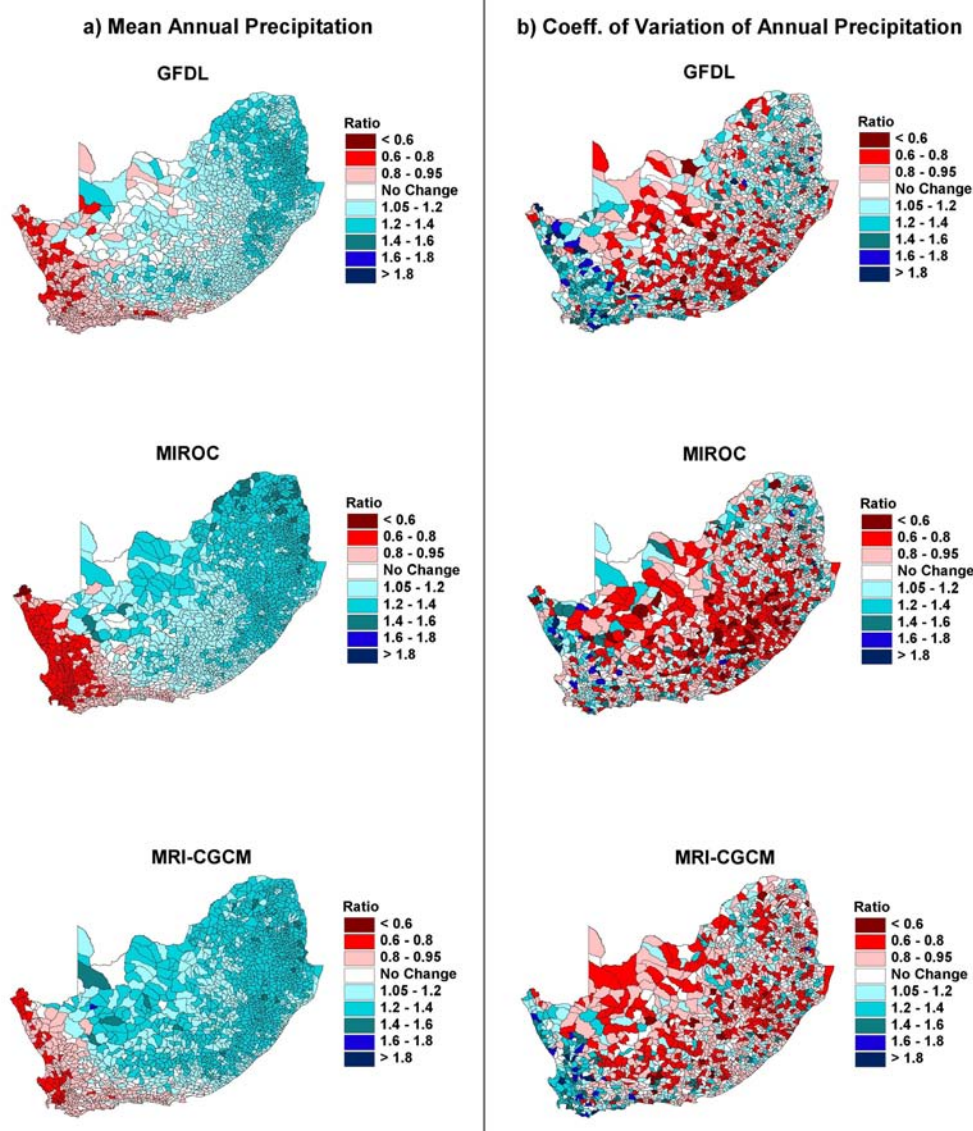 a) Mean Annual Precipitation
GFDL
Ratio
< 0.6
0.6 - 0.8
0.8 - 0.95
No Change
1.05 - 1.2
1.2 - 1.4
1.4 - 1.6
1.6 - 1.8
> 1.8
MIROC
Ratio
< 0.6
0.6 - 0.8
0.8 - 0.95
No Change
1.05 - 1.2
1.2 - 1.4
1.4 - 1.6
1.6 - 1.8
> 1.8
MRI-CGCM
Ratio
< 0.6
0.6 - 0.8
0.8 - 0.95
No Change
1.05 - 1.2
1.2 - 1.4
1.4 - 1.6
1.6 - 1.8
> 1.8
b) Coeff. of Variation of Annual Precipitation
GFDL
Ratio
< 0.6
0.6 - 0.8
0.8 - 0.95
No Change
1.05 - 1.2
1.2 - 1.4
1.4 - 1.6
1.6 - 1.8
> 1.8
MIROC
Ratio
< 0.6
0.6 - 0.8
0.8 - 0.95
No Change
1.05 - 1.2
1.2 - 1.4
1.4 - 1.6
1.6 - 1.8
> 1.8
MRI-CGCM
Ratio
< 0.6
0.6 - 0.8
0.8 - 0.95
No Change
1.05 - 1.2
1.2 - 1.4
1.4 - 1.6
1.6 - 1.8
> 1.8